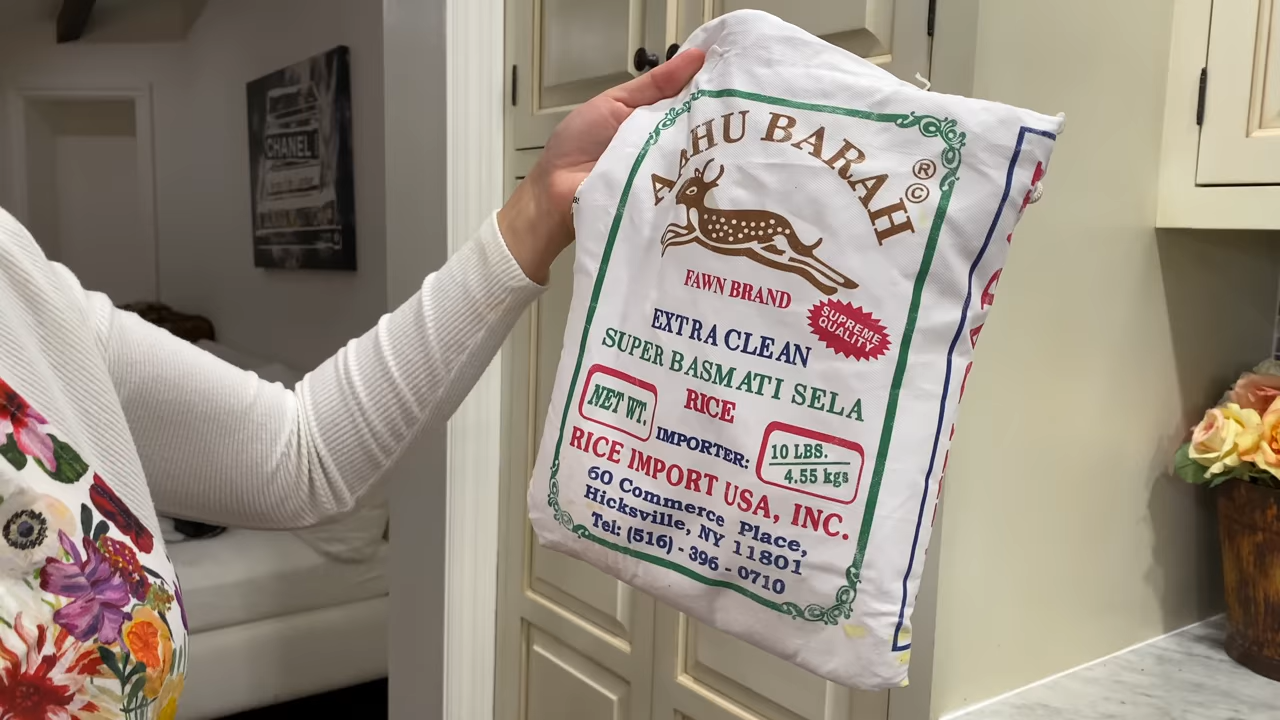 CHANEL
AAHU BARAH
®
©
FAWN BRAND
SUPREME
QUALITY
EXTRA CLEAN
SUPER BASMATI SELA
RICE
NET WT.
IMPORTER:
10 LBS.
4.55 kgs
RICE IMPORT USA, INC.
60 Commerce Place,
Hicksville, NY 11801
Tel: (516) - 396 - 0710